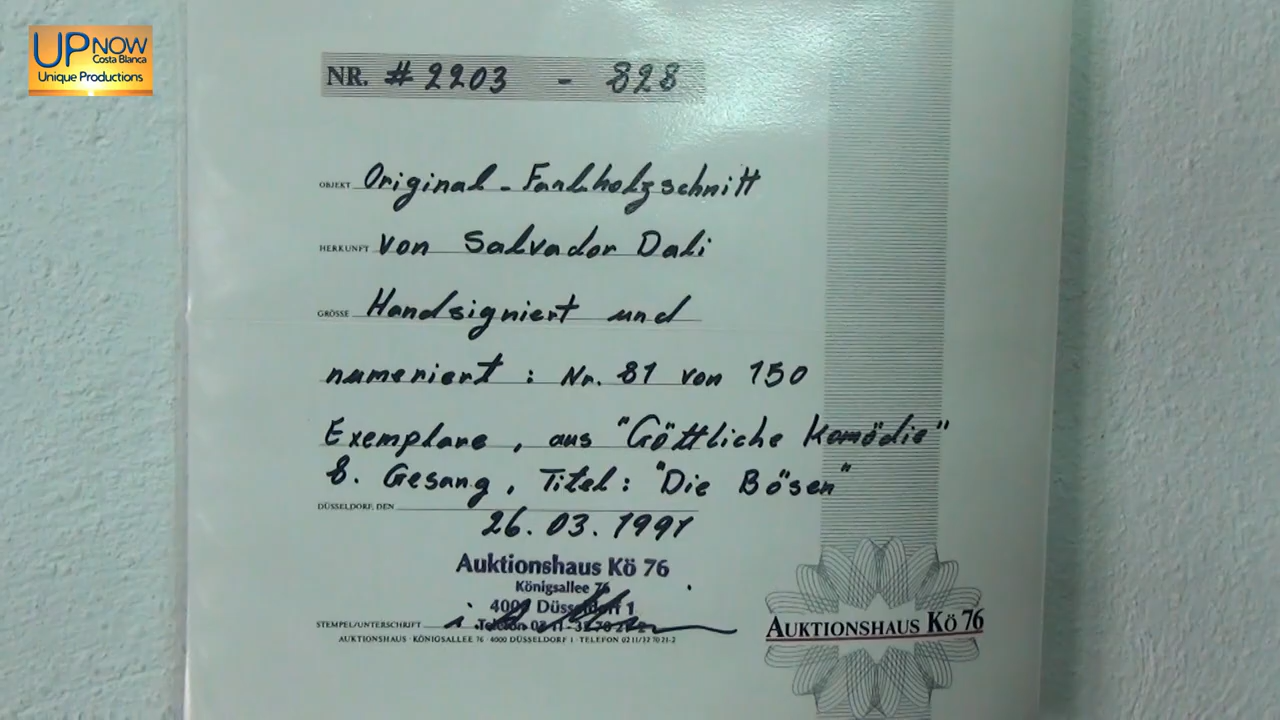 UP NOW
Costa Blanca
Unique Productions
NR. #2203 - 828
OBJEKT Original-Farbholzschnitt
HERKUNFT von Salvador Dali
GRÖSSE Handsigniert und
numeriert : Nr. 81 von 150
Exemplare, aus "Göttliche Komödie"
8. Gesang, Titel: "Die Bösen"
DÜSSELDORF, DEN
26.03.1991
Auktionshaus Kö 76
Königsallee 76
4000 Düsseldorf 1
STEMPEL/UNTERSCHRIFT
AUKTIONSHAUS · KÖNIGSALLEE 76 · 4000 DÜSSELDORF 1 · TELEFON 02 11/32 70 21-2
AUKTIONSHAUS KÖ 76